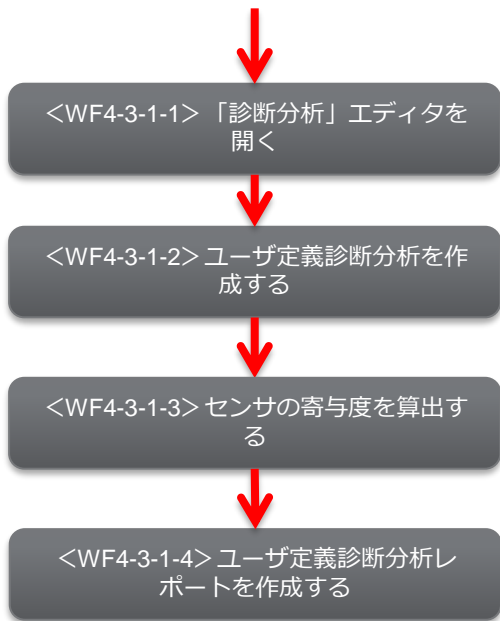 ＜WF4-3-1-1＞「診断分析」エディタを
開く
＜WF4-3-1-2＞ユーザ定義診断分析を作
成する
＜WF4-3-1-3＞センサの寄与度を算出す
る
＜WF4-3-1-4＞ユーザ定義診断分析レ
ポートを作成する